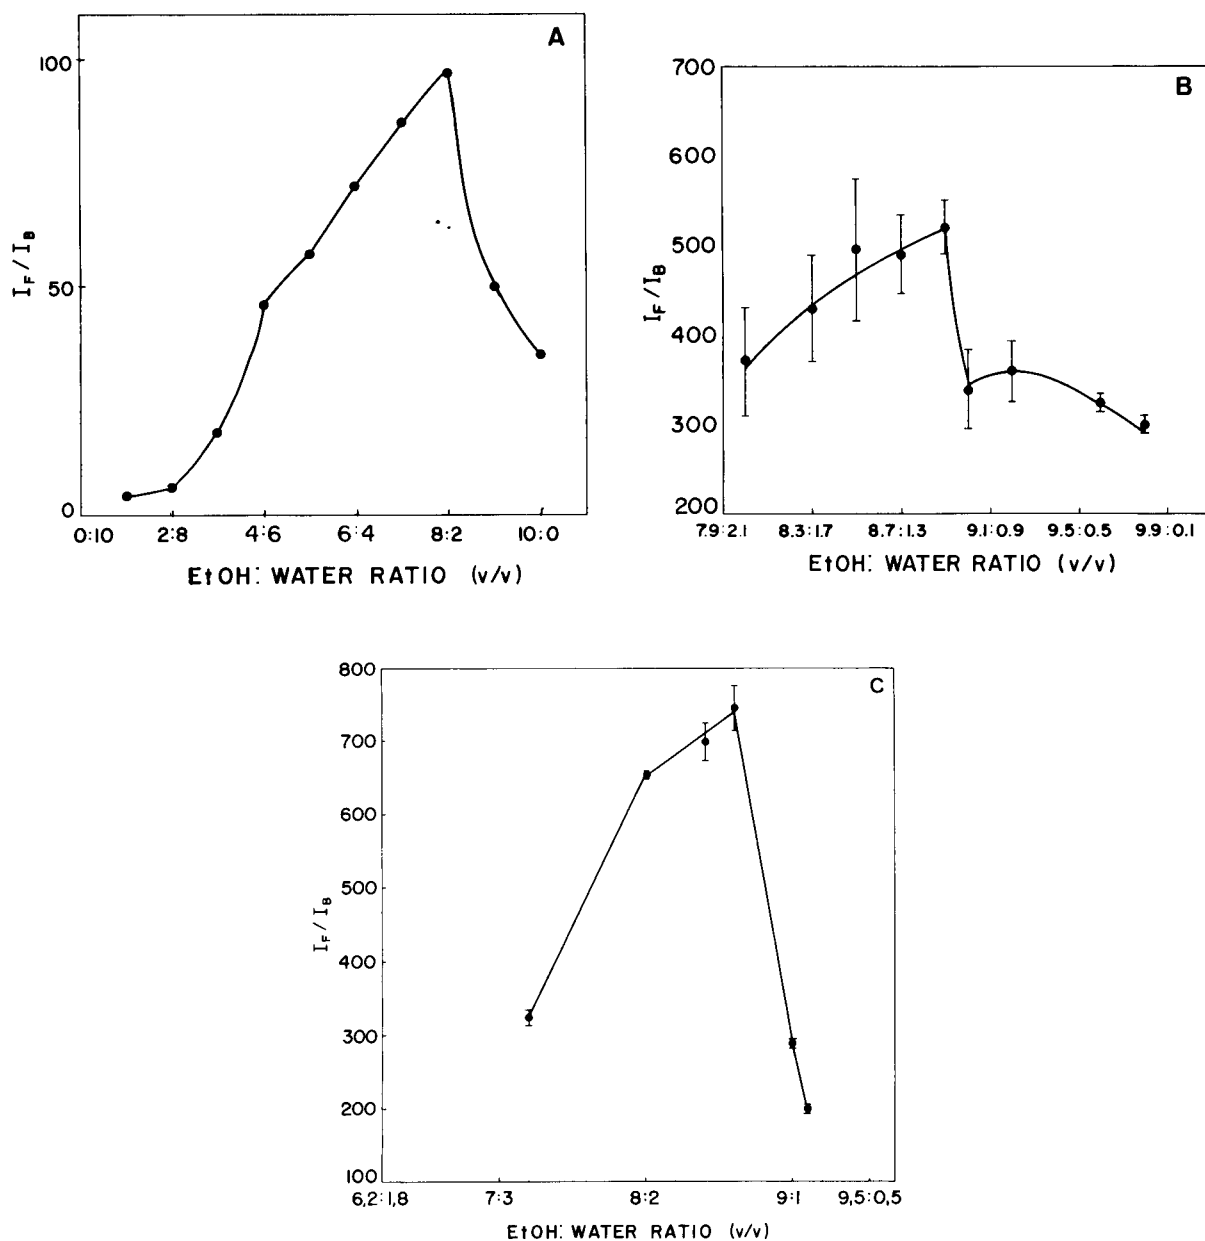 A
100
50
0
I_F/I_B
0:10 2:8 4:6 6:4 8:2 10:0
EtOH: WATER RATIO (v/v)
B
700
600
500
400
300
200
I_F/I_B
7.9:2.1 8.3:1.7 8.7:1.3 9.1:0.9 9.5:0.5 9.9:0.1
EtOH: WATER RATIO (v/v)
C
800
700
600
500
400
300
200
100
I_F/I_B
6,2:1,8 7:3 8:2 9:1 9,5:0,5
EtOH: WATER RATIO (v/v)